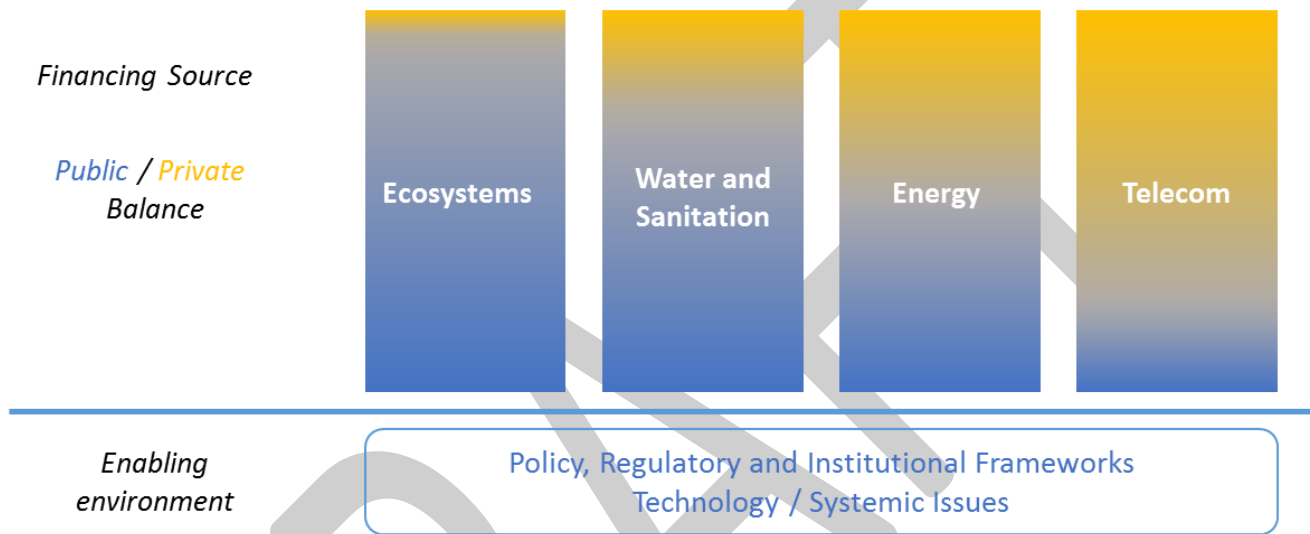 Financing Source
Public / Private
Balance
Ecosystems
Water and
Sanitation
Energy
Telecom
Enabling
environment
Policy, Regulatory and Institutional Frameworks
Technology / Systemic Issues